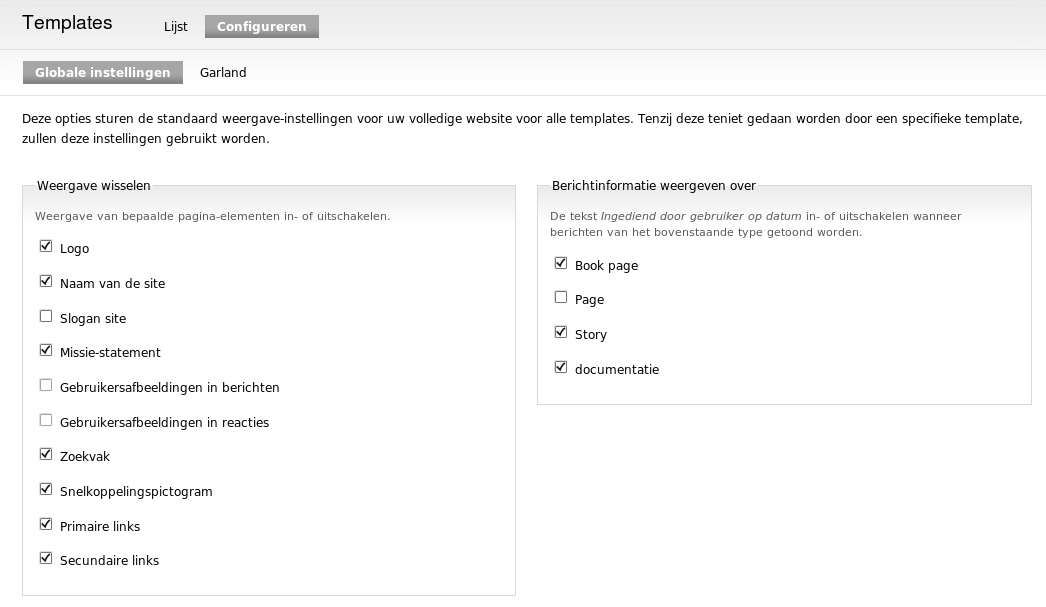 Templates
Lijst
Configureren
Globale instellingen
Garland
Deze opties sturen de standaard weergave-instellingen voor uw volledige website voor alle templates. Tenzij deze teniet gedaan worden door een specifieke template,
zullen deze instellingen gebruikt worden.
Weergave wisselen
Weergave van bepaalde pagina-elementen in- of uitschakelen.
Logo
Naam van de site
Slogan site
Missie-statement
Gebruikersafbeeldingen in berichten
Gebruikersafbeeldingen in reacties
Zoekvak
Snelkoppelingspictogram
Primaire links
Secundaire links
Berichtinformatie weergeven over
De tekst Ingediend door gebruiker op datum in- of uitschakelen wanneer
berichten van het bovenstaande type getoond worden.
Book page
Page
Story
documentatie